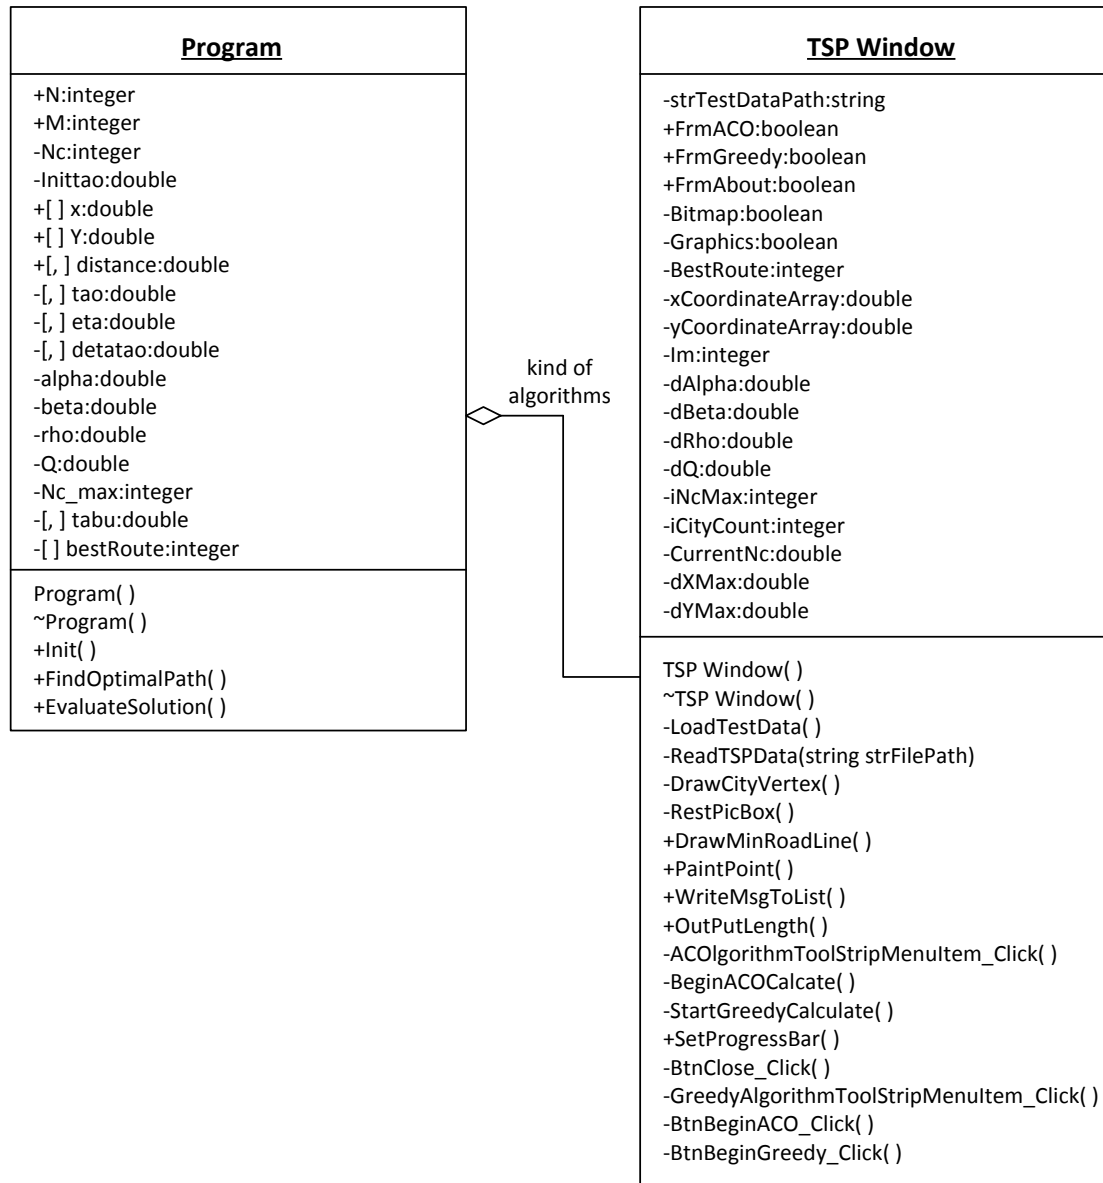 Program
+N:integer
+M:integer
-Nc:integer
-Inittao:double
+[ ] x:double
+[ ] Y:double
+[, ] distance:double
-[, ] tao:double
-[, ] eta:double
-[, ] detatao:double
-alpha:double
-beta:double
-rho:double
-Q:double
-Nc_max:integer
-[, ] tabu:double
-[ ] bestRoute:integer
Program( )
~Program( )
+Init( )
+FindOptimalPath( )
+EvaluateSolution( )
kind of
algorithms
TSP Window
-strTestDataPath:string
+FrmACO:boolean
+FrmGreedy:boolean
+FrmAbout:boolean
-Bitmap:boolean
-Graphics:boolean
-BestRoute:integer
-xCoordinateArray:double
-yCoordinateArray:double
-Im:integer
-dAlpha:double
-dBeta:double
-dRho:double
-dQ:double
-iNcMax:integer
-iCityCount:integer
-CurrentNc:double
-dXMax:double
-dYMax:double
TSP Window( )
~TSP Window( )
-LoadTestData( )
-ReadTSPData(string strFilePath)
-DrawCityVertex( )
-RestPicBox( )
+DrawMinRoadLine( )
+PaintPoint( )
+WriteMsgToList( )
+OutPutLength( )
-ACOlgorithmToolStripMenuItem_Click( )
-BeginACOCalcate( )
-StartGreedyCalculate( )
+SetProgressBar( )
-BtnClose_Click( )
-GreedyAlgorithmToolStripMenuItem_Click( )
-BtnBeginACO_Click( )
-BtnBeginGreedy_Click( )